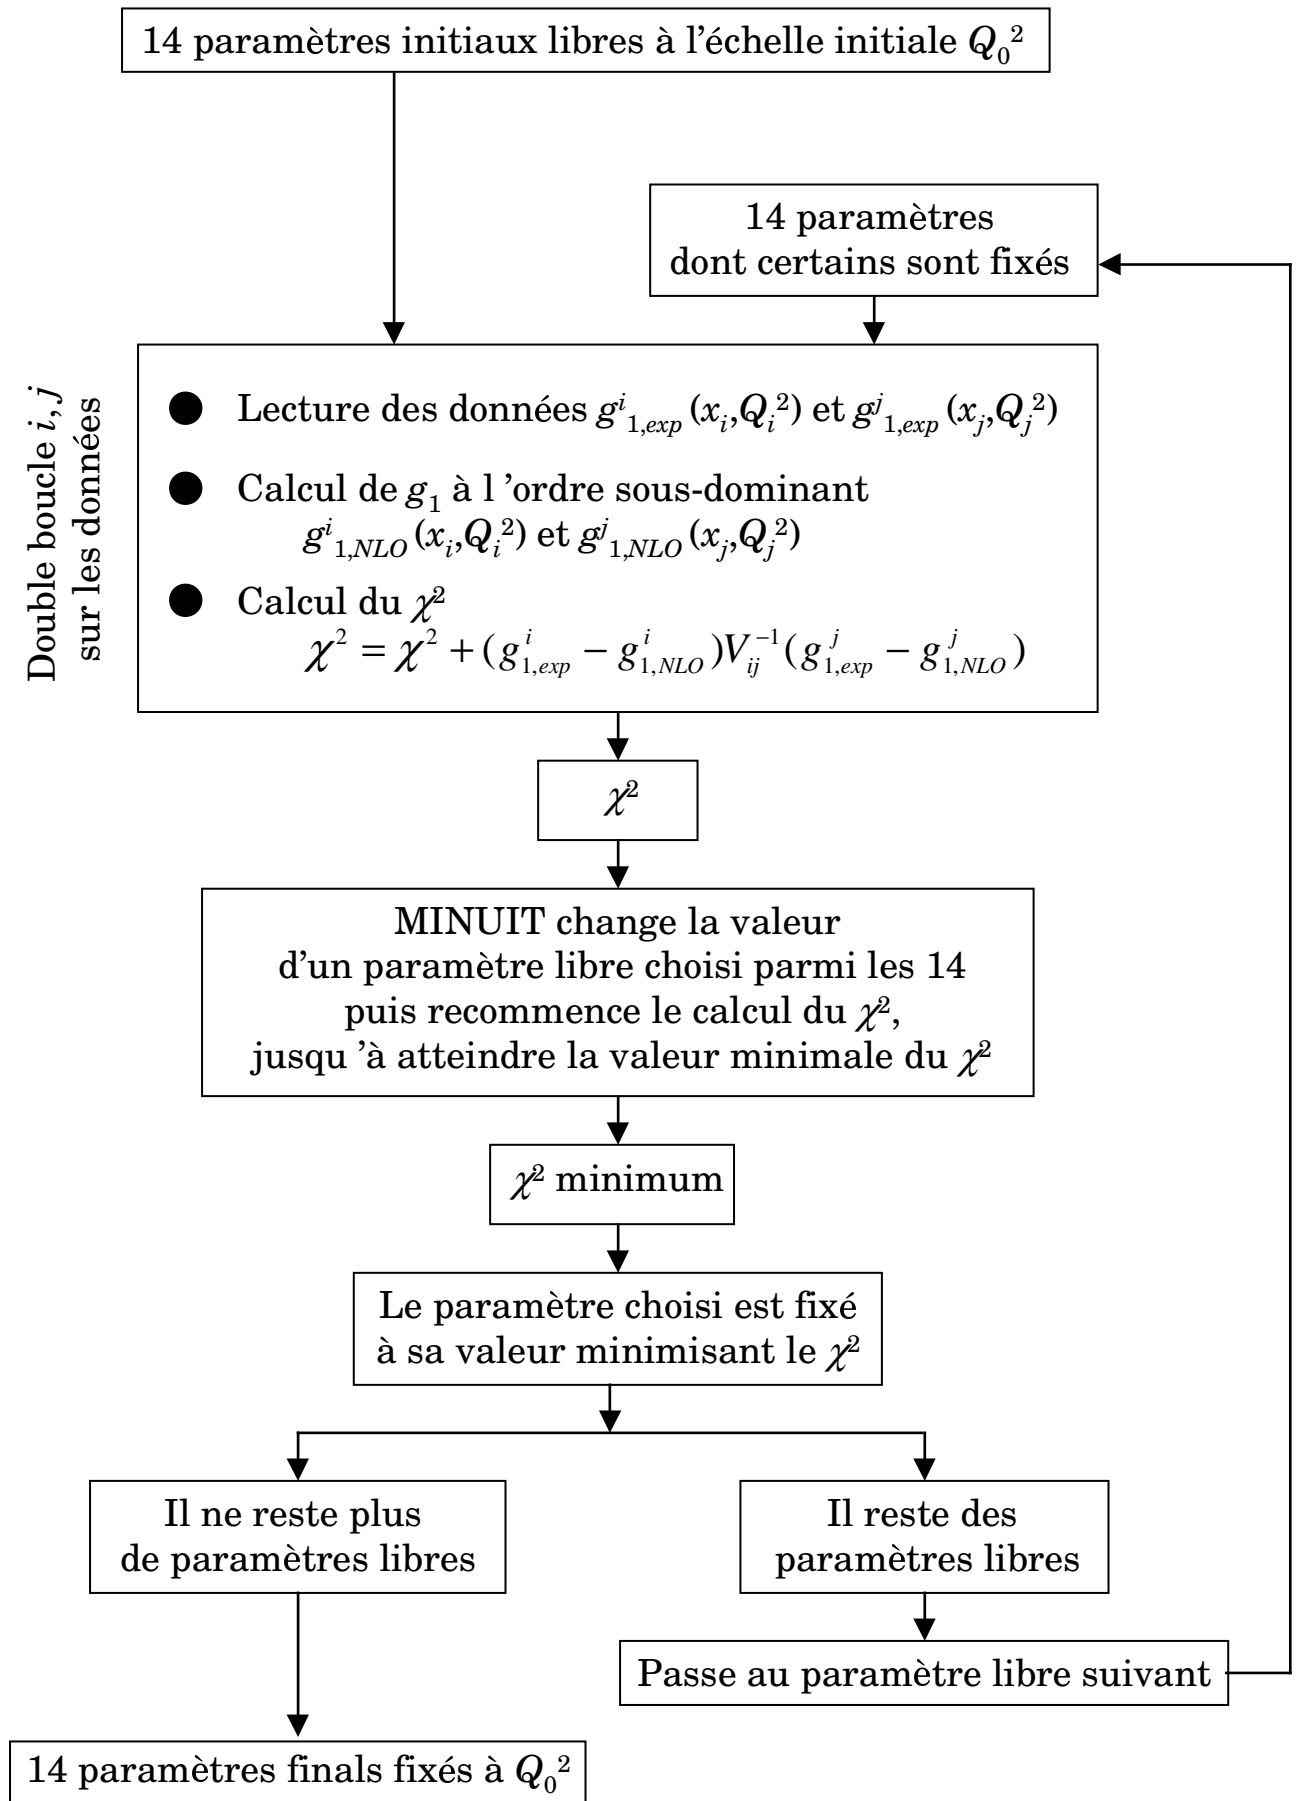 14 paramètres initiaux libres à l'échelle initiale Q₀²
14 paramètres
dont certains sont fixés
Double boucle i, j
sur les données
● Lecture des données gⁱ₁,exp (xᵢ,Qᵢ²) et gʲ₁,exp (xⱼ,Qⱼ²)
● Calcul de g₁ à l ’ordre sous-dominant
gⁱ₁,NLO (xᵢ,Qᵢ²) et gʲ₁,NLO (xⱼ,Qⱼ²)
● Calcul du χ²
χ² = χ² + (gⁱ₁,exp − gⁱ₁,NLO)Vᵢⱼ⁻¹(gʲ₁,exp − gʲ₁,NLO)
χ²
MINUIT change la valeur
d'un paramètre libre choisi parmi les 14
puis recommence le calcul du χ²,
jusqu ’à atteindre la valeur minimale du χ²
χ² minimum
Le paramètre choisi est fixé
à sa valeur minimisant le χ²
Il ne reste plus
de paramètres libres
Il reste des
paramètres libres
Passe au paramètre libre suivant
14 paramètres finals fixés à Q₀²